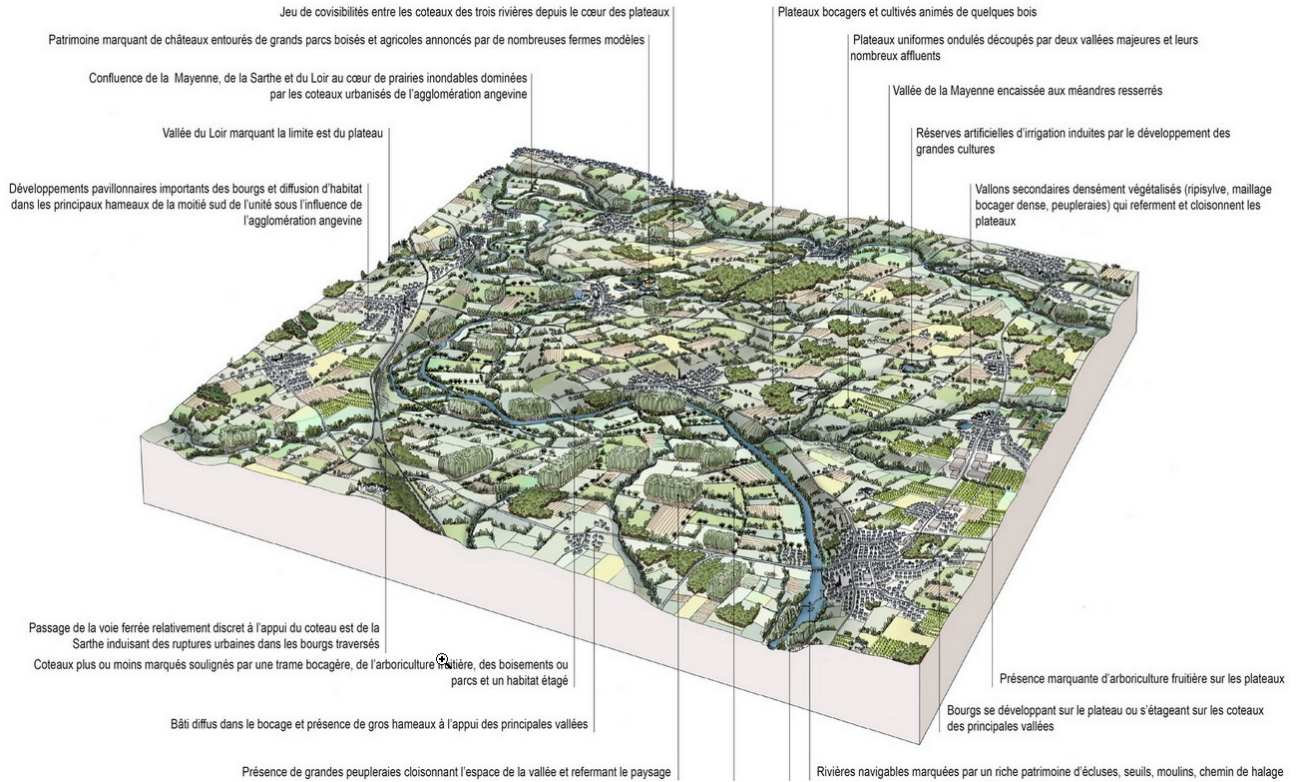 Jeu de covisibilités entre les coteaux des trois rivières depuis le cœur des plateaux
Plateaux bocagers et cultivés animés de quelques bois
Patrimoine marquant de châteaux entourés de grands parcs boisés et agricoles annoncés par de nombreuses fermes modèles
Plateaux uniformes ondulés découpés par deux vallées majeures et leurs
nombreux affluents
Confluence de la Mayenne, de la Sarthe et du Loir au cœur de prairies inondables dominées
par les coteaux urbanisés de l'agglomération angevine
Vallée de la Mayenne encaissée aux méandres resserrés
Vallée du Loir marquant la limite est du plateau
Réserves artificielles d'irrigation induites par le développement des
grandes cultures
Développements pavillonnaires importants des bourgs et diffusion d'habitat
dans les principaux hameaux de la moitié sud de l'unité sous l'influence de
l'agglomération angevine
Vallons secondaires densément végétalisés (ripisylve, maillage
bocager dense, peupleraies) qui referment et cloisonnent les
plateaux
Passage de la voie ferrée relativement discret à l'appui du coteau est de la
Sarthe induisant des ruptures urbaines dans les bourgs traversés
Coteaux plus ou moins marqués soulignés par une trame bocagère, de l'arboriculture fruitière, des boisements ou
parcs et un habitat étagé
Présence marquante d'arboriculture fruitière sur les plateaux
Bâti diffus dans le bocage et présence de gros hameaux à l'appui des principales vallées
Bourgs se développant sur le plateau ou s'étageant sur les coteaux
des principales vallées
Présence de grandes peupleraies cloisonnant l'espace de la vallée et refermant le paysage
Rivières navigables marquées par un riche patrimoine d'écluses, seuils, moulins, chemin de halage